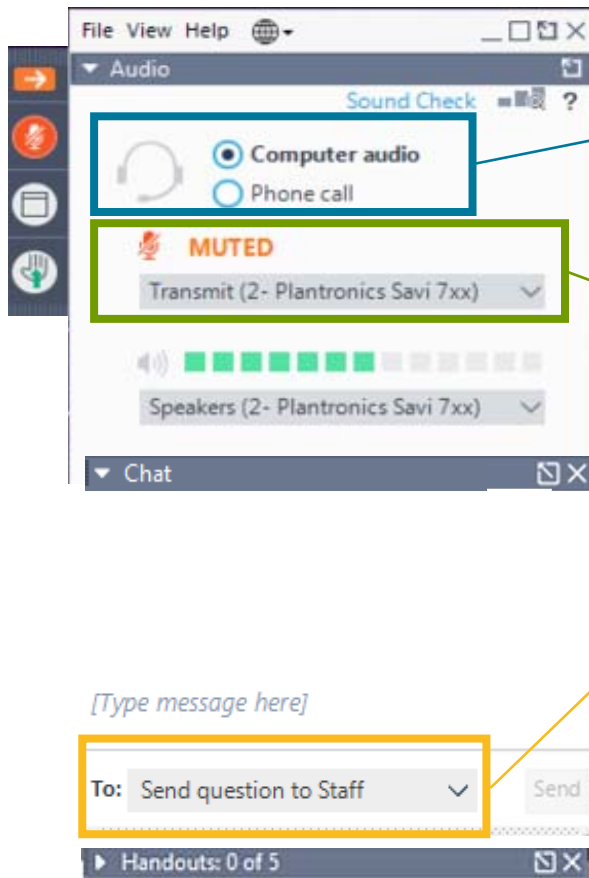 File View Help
Audio
Sound Check ?
Computer audio
Phone call
MUTED
Transmit (2- Plantronics Savi 7xx)
Speakers (2- Plantronics Savi 7xx)
Chat
[Type message here]
To: Send question to Staff
Send
Handouts: 0 of 5